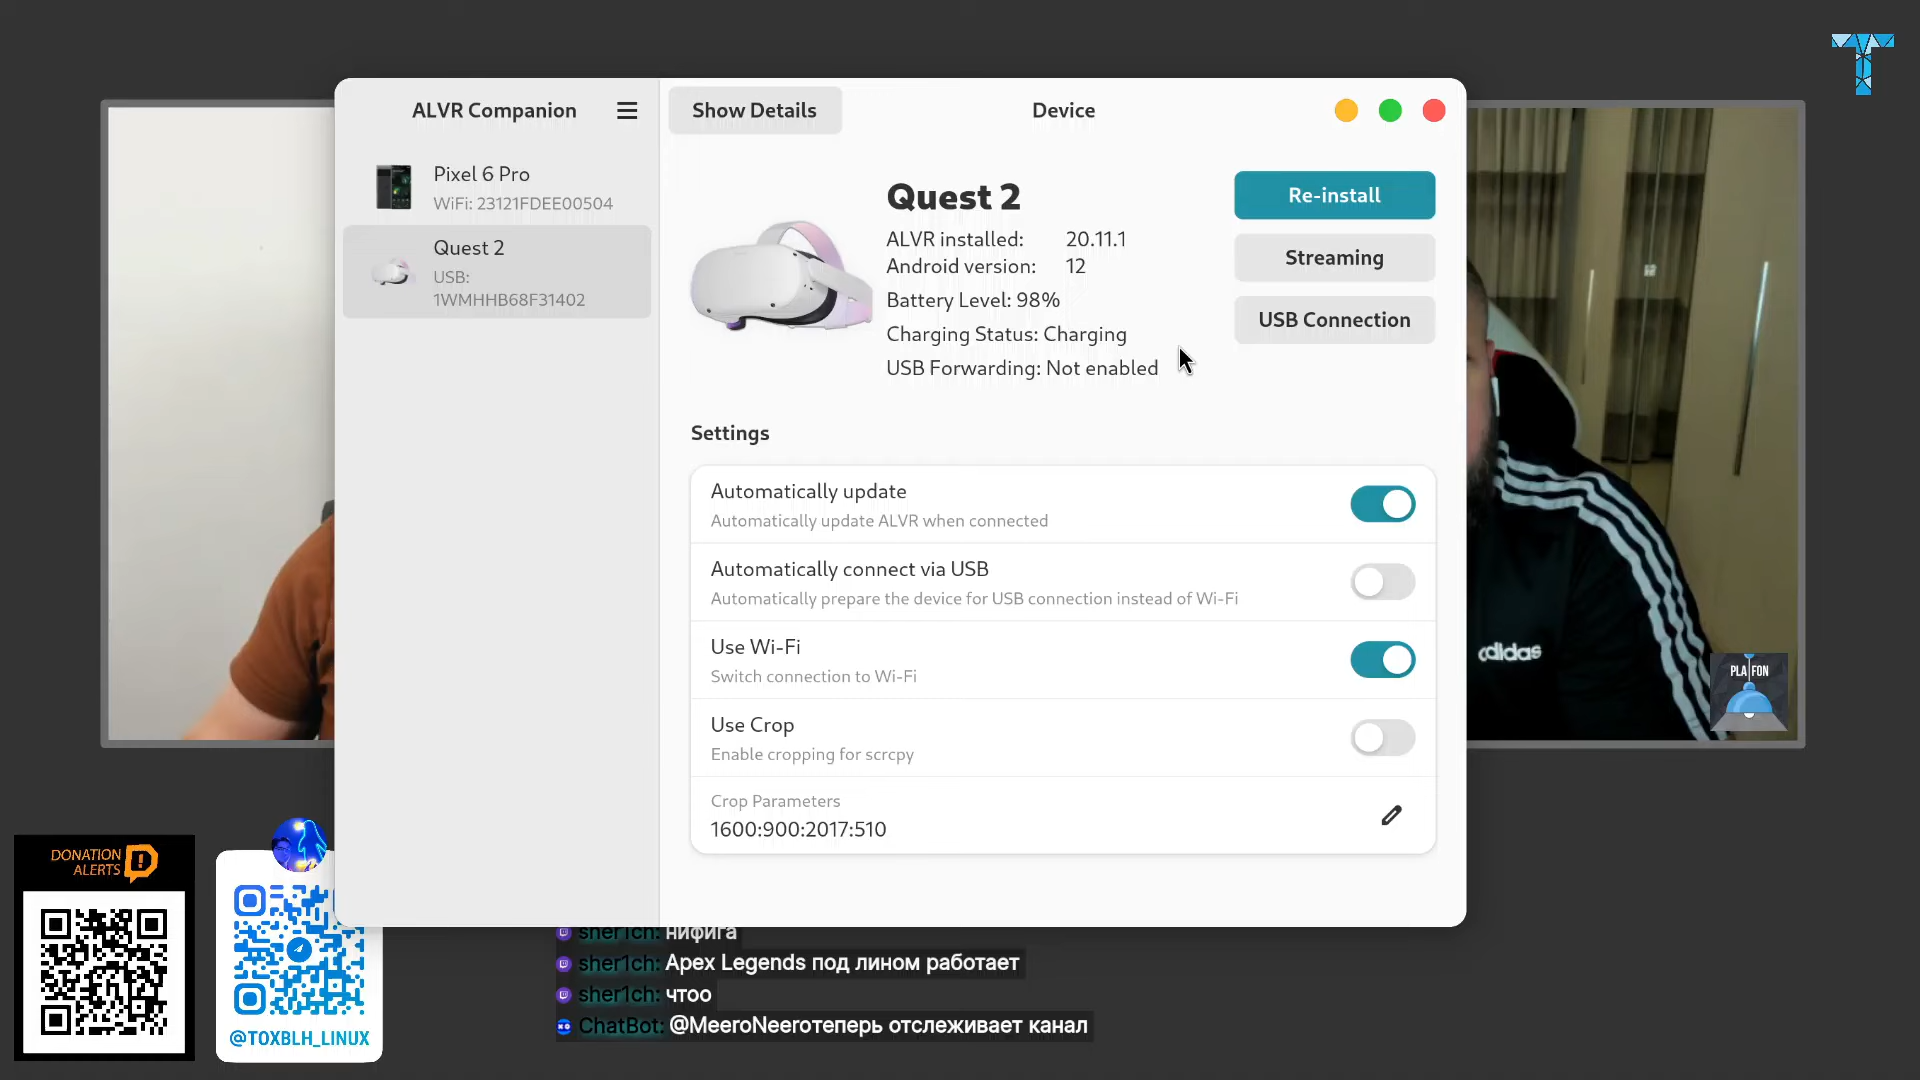 ALVR Companion
Show Details
Device
Pixel 6 Pro
WiFi: 23121FDEE00504
Quest 2
USB:
1WMHHB68F31402
Quest 2
ALVR installed: 20.11.1
Android version: 12
Battery Level: 98%
Charging Status: Charging
USB Forwarding: Not enabled
Re-install
Streaming
USB Connection
Settings
Automatically update
Automatically update ALVR when connected
Automatically connect via USB
Automatically prepare the device for USB connection instead of Wi-Fi
Use Wi-Fi
Switch connection to Wi-Fi
Use Crop
Enable cropping for scrcpy
Crop Parameters
1600:900:2017:510
adidas
PLAFON
DONATION
ALERTS
@TOXBLH_LINUX
sher1ch: нифига
sher1ch: Apex Legends под лином работает
sher1ch: чтоо
ChatBot: @MeeroNeeroтеперь отслеживает канал